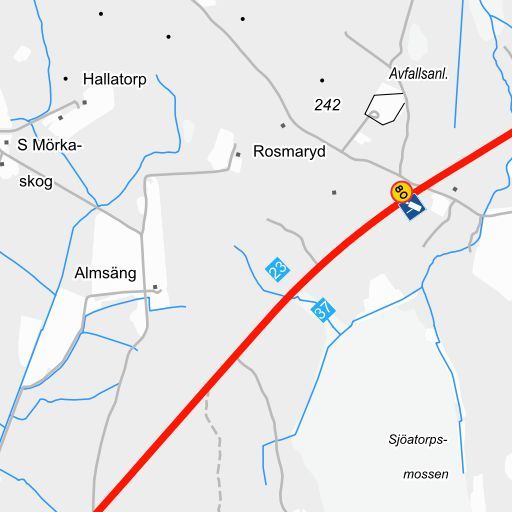 Hallatorp
Avfallsanl.
242
S Mörka-
skog
Rosmaryd
80
Almsäng
23
37
Sjöatorps-
mossen